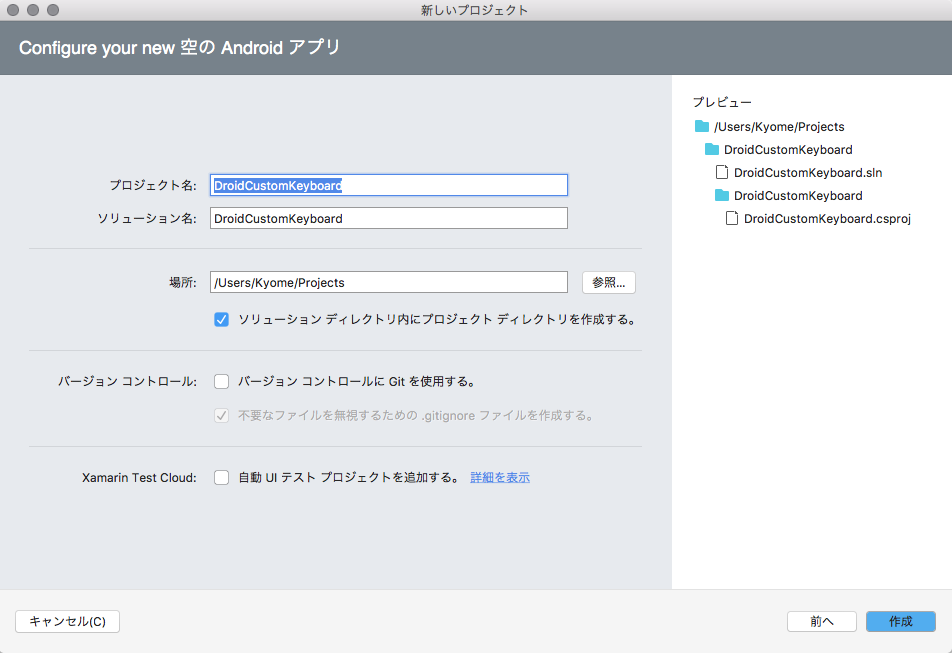 新しいプロジェクト
Configure your new 空の Android アプリ
プロジェクト名: DroidCustomKeyboard
ソリューション名: DroidCustomKeyboard
場所: /Users/Kyome/Projects 参照...
ソリューション ディレクトリ内にプロジェクト ディレクトリを作成する。
バージョン コントロール: バージョン コントロールに Git を使用する。
不要なファイルを無視するための .gitignore ファイルを作成する。
Xamarin Test Cloud: 自動 UI テスト プロジェクトを追加する。 詳細を表示
プレビュー
/Users/Kyome/Projects
DroidCustomKeyboard
DroidCustomKeyboard.sln
DroidCustomKeyboard
DroidCustomKeyboard.csproj
キャンセル(C) 前へ 作成